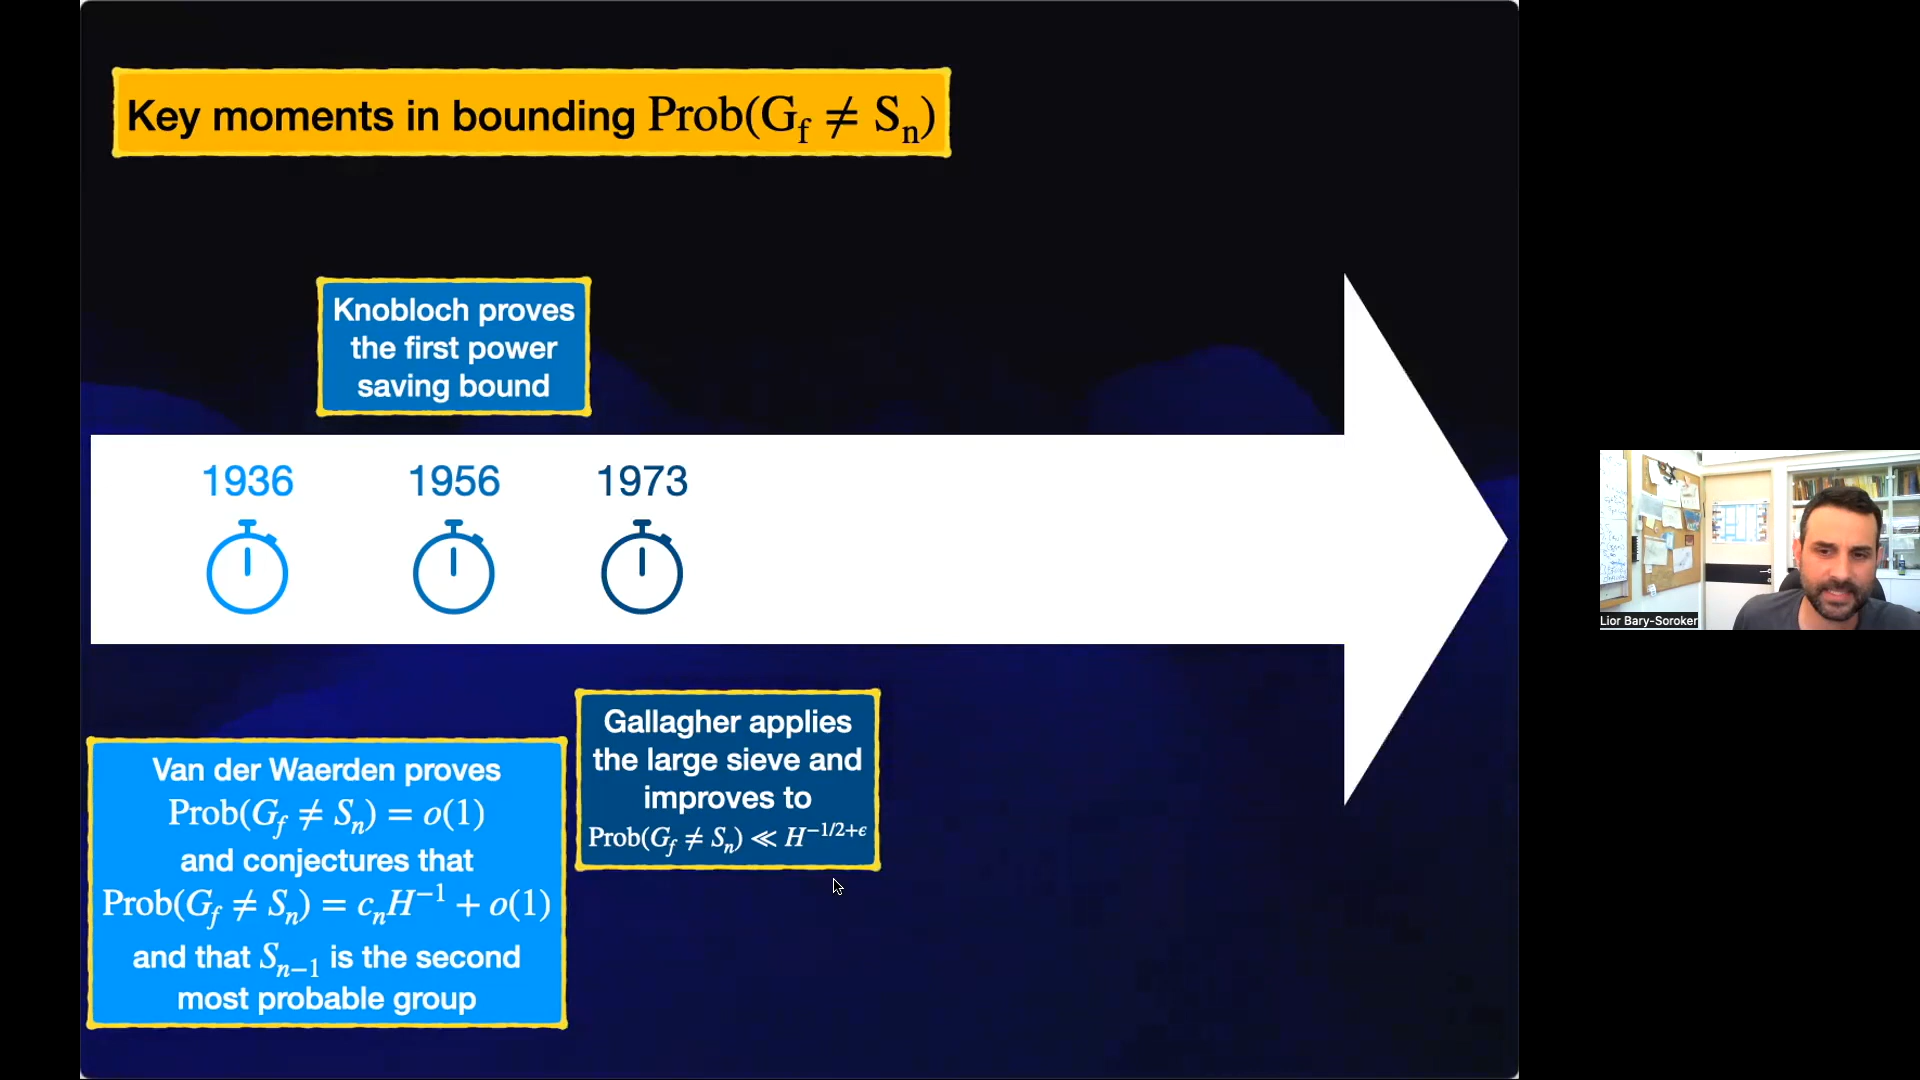 Key moments in bounding Prob(G_f ≠ S_n)
Knobloch proves
the first power
saving bound
1936 1956 1973
Van der Waerden proves
Prob(G_f ≠ S_n) = o(1)
and conjectures that
Prob(G_f ≠ S_n) = c_n H^{-1} + o(1)
and that S_{n-1} is the second
most probable group
Gallagher applies
the large sieve and
improves to
Prob(G_f ≠ S_n) ≪ H^{-1/2+ϵ}
Lior Bary-Soroker